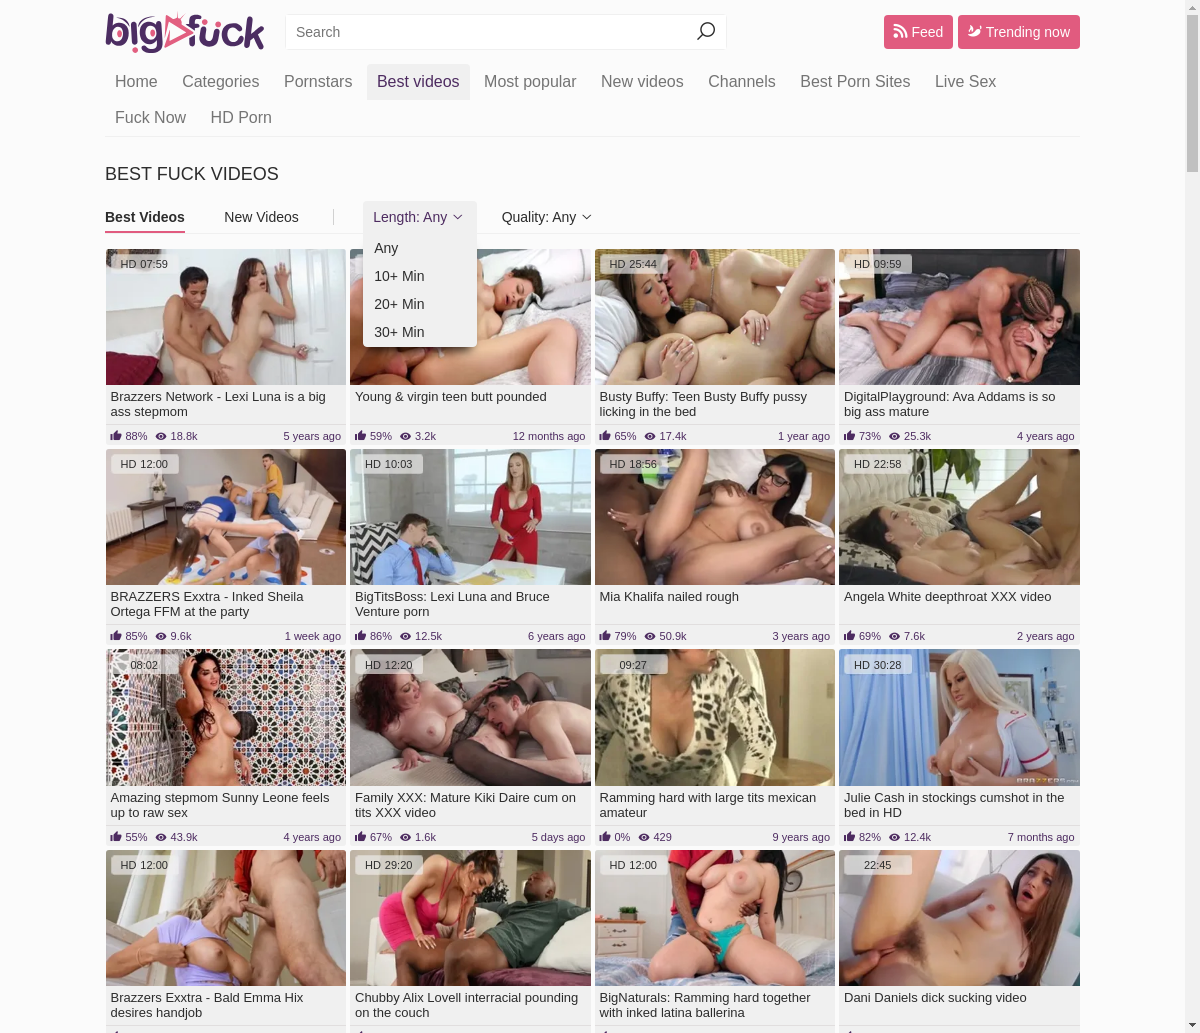 bigfuck
Search
Feed
Trending now
Home Categories Pornstars Best videos Most popular New videos Channels Best Porn Sites Live Sex
Fuck Now HD Porn
BEST FUCK VIDEOS
Best Videos New Videos Length: Any Quality: Any
Any
10+ Min
20+ Min
30+ Min
HD 07:59
HD 25:44
HD 09:59
Brazzers Network - Lexi Luna is a big
ass stepmom
88% 18.8k 5 years ago
Young & virgin teen butt pounded
59% 3.2k 12 months ago
Busty Buffy: Teen Busty Buffy pussy
licking in the bed
65% 17.4k 1 year ago
DigitalPlayground: Ava Addams is so
big ass mature
73% 25.3k 4 years ago
HD 12:00
HD 10:03
HD 18:56
HD 22:58
BRAZZERS Exxtra - Inked Sheila
Ortega FFM at the party
88% 9.6k 1 week ago
BigTitsBoss: Lexi Luna and Bruce
Venture porn
86% 12.5k 6 years ago
Mia Khalifa nailed rough
79% 50.9k 3 years ago
Angela White deepthroat XXX video
69% 7.6k 2 years ago
08:02
HD 12:20
09:27
HD 30:28
BRAZZERS
Amazing stepmom Sunny Leone feels
up to raw sex
55% 43.9k 4 years ago
Family XXX: Mature Kiki Daire cum on
tits XXX video
67% 1.6k 5 days ago
Ramming hard with large tits mexican
amateur
0% 429 9 years ago
Julie Cash in stockings cumshot in the
bed in HD
82% 12.4k 7 months ago
HD 12:00
HD 29:20
HD 12:00
22:45
Brazzers Exxtra - Bald Emma Hix
desires handjob
Chubby Alix Lovell interracial pounding
on the couch
BigNaturals: Ramming hard together
with inked latina ballerina
Dani Daniels dick sucking video